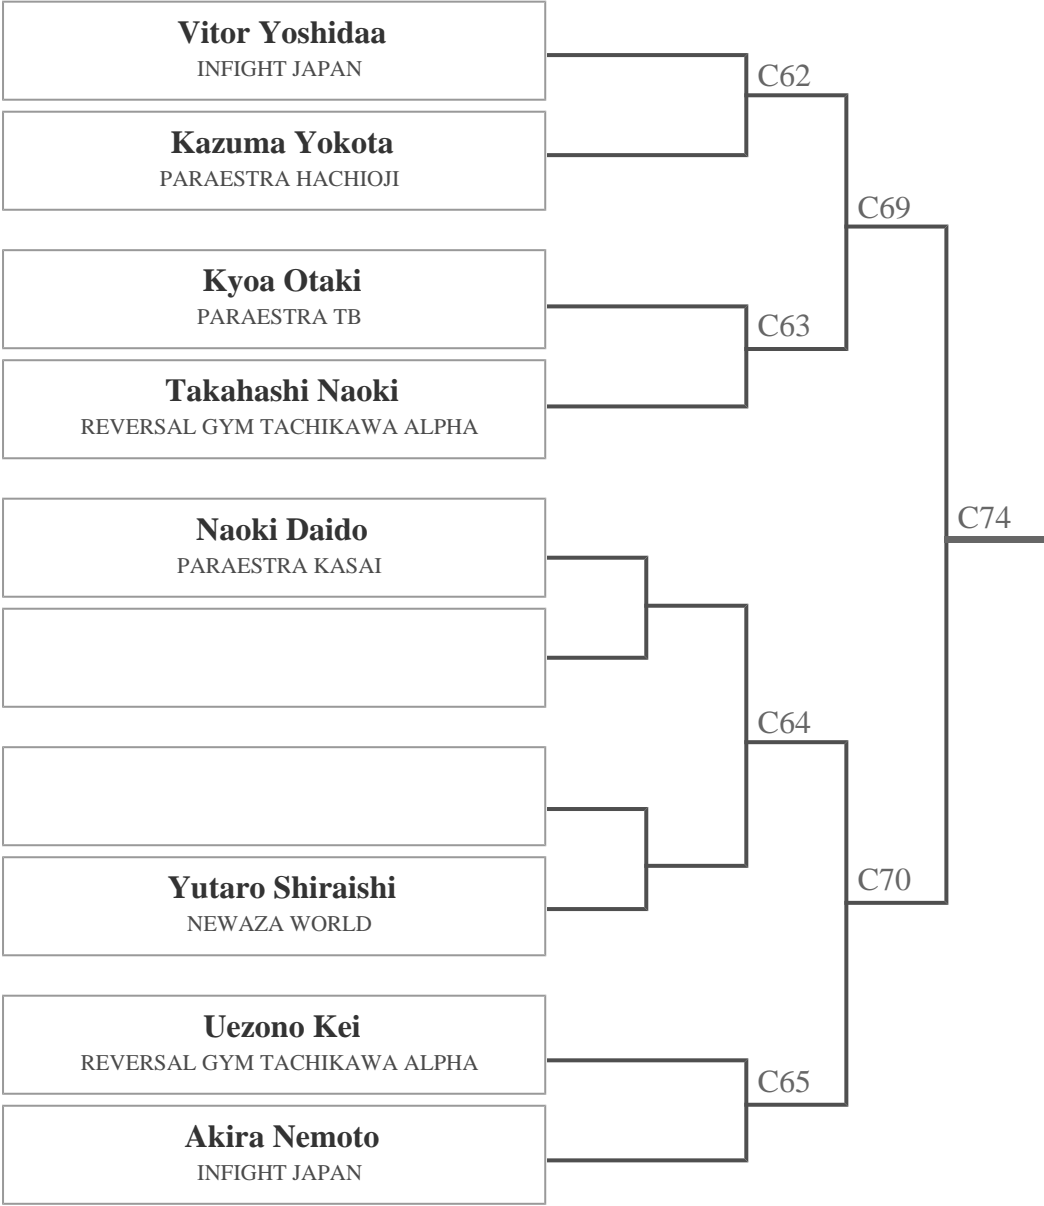 Vitor Yoshidaa
INFIGHT JAPAN
C62
Kazuma Yokota
PARAESTRA HACHIOJI
C69
Kyoa Otaki
PARAESTRA TB
C63
Takahashi Naoki
REVERSAL GYM TACHIKAWA ALPHA
Naoki Daido
PARAESTRA KASAI
C74
C64
Yutaro Shiraishi
NEWAZA WORLD
C70
Uezono Kei
REVERSAL GYM TACHIKAWA ALPHA
C65
Akira Nemoto
INFIGHT JAPAN